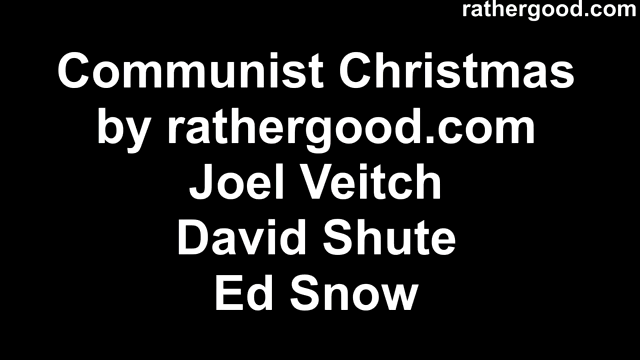 rathergood.com
Communist Christmas
by rathergood.com
Joel Veitch
David Shute
Ed Snow